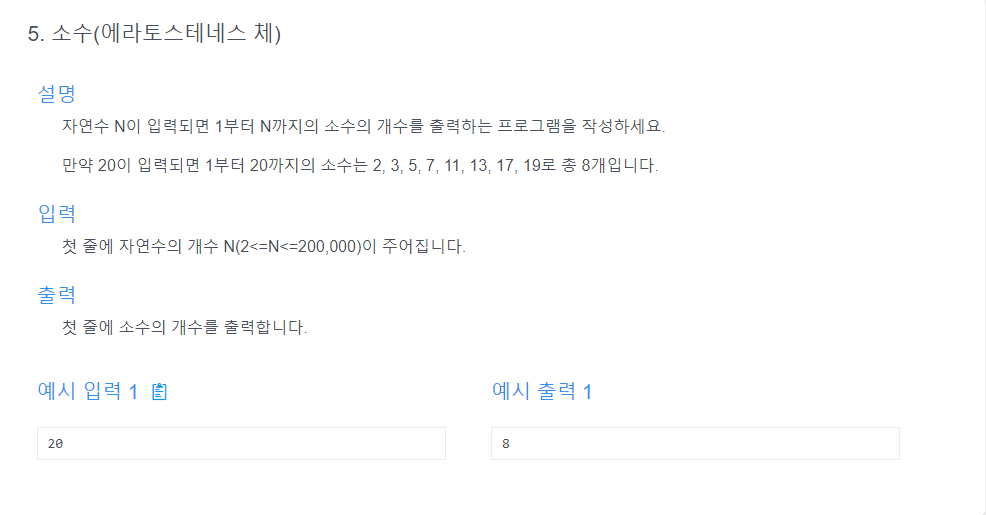 5. 소수(에라토스테네스 체)
설명
자연수 N이 입력되면 1부터 N까지의 소수의 개수를 출력하는 프로그램을 작성하세요.
만약 20이 입력되면 1부터 20까지의 소수는 2, 3, 5, 7, 11, 13, 17, 19로 총 8개입니다.
입력
첫 줄에 자연수의 개수 N(2<=N<=200,000)이 주어집니다.
출력
첫 줄에 소수의 개수를 출력합니다.
예시 입력 1
20
예시 출력 1
8